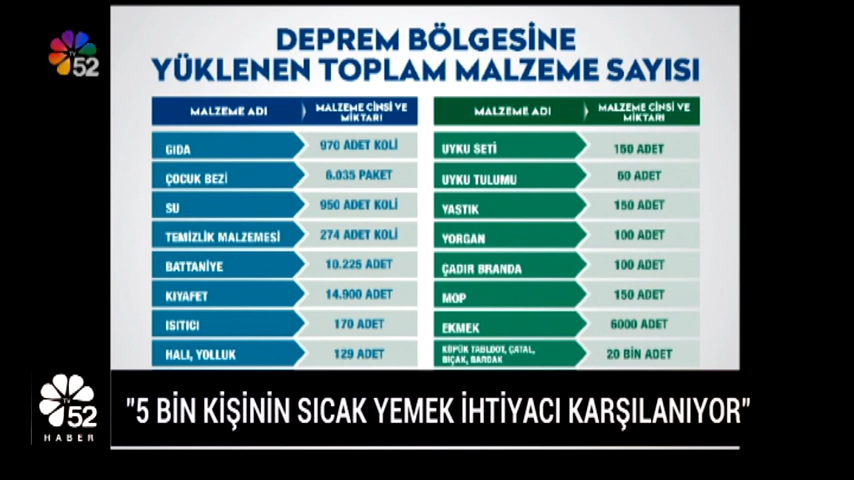 TV
52
DEPREM BÖLGESİNE
YÜKLENEN TOPLAM MALZEME SAYISI
MALZEME ADI
MALZEME CİNSİ VE
MİKTARI
GIDA
970 ADET KOLİ
ÇOCUK BEZİ
6.035 PAKET
SU
950 ADET KOLİ
TEMİZLİK MALZEMESİ
274 ADET KOLİ
BATTANİYE
10.225 ADET
KIYAFET
14.900 ADET
ISITICI
170 ADET
HALI, YOLLUK
129 ADET
MALZEME ADI
MALZEME CİNSİ VE
MİKTARI
UYKU SETİ
150 ADET
UYKU TULUMU
60 ADET
YASTIK
150 ADET
YORGAN
100 ADET
ÇADIR BRANDA
100 ADET
MOP
150 ADET
EKMEK
6000 ADET
KÖPÜK TABLDOT, ÇATAL,
BIÇAK, BARDAK
20 BİN ADET
TV
52
HABER
"5 BİN KİŞİNİN SICAK YEMEK İHTİYACI KARŞILANIYOR"